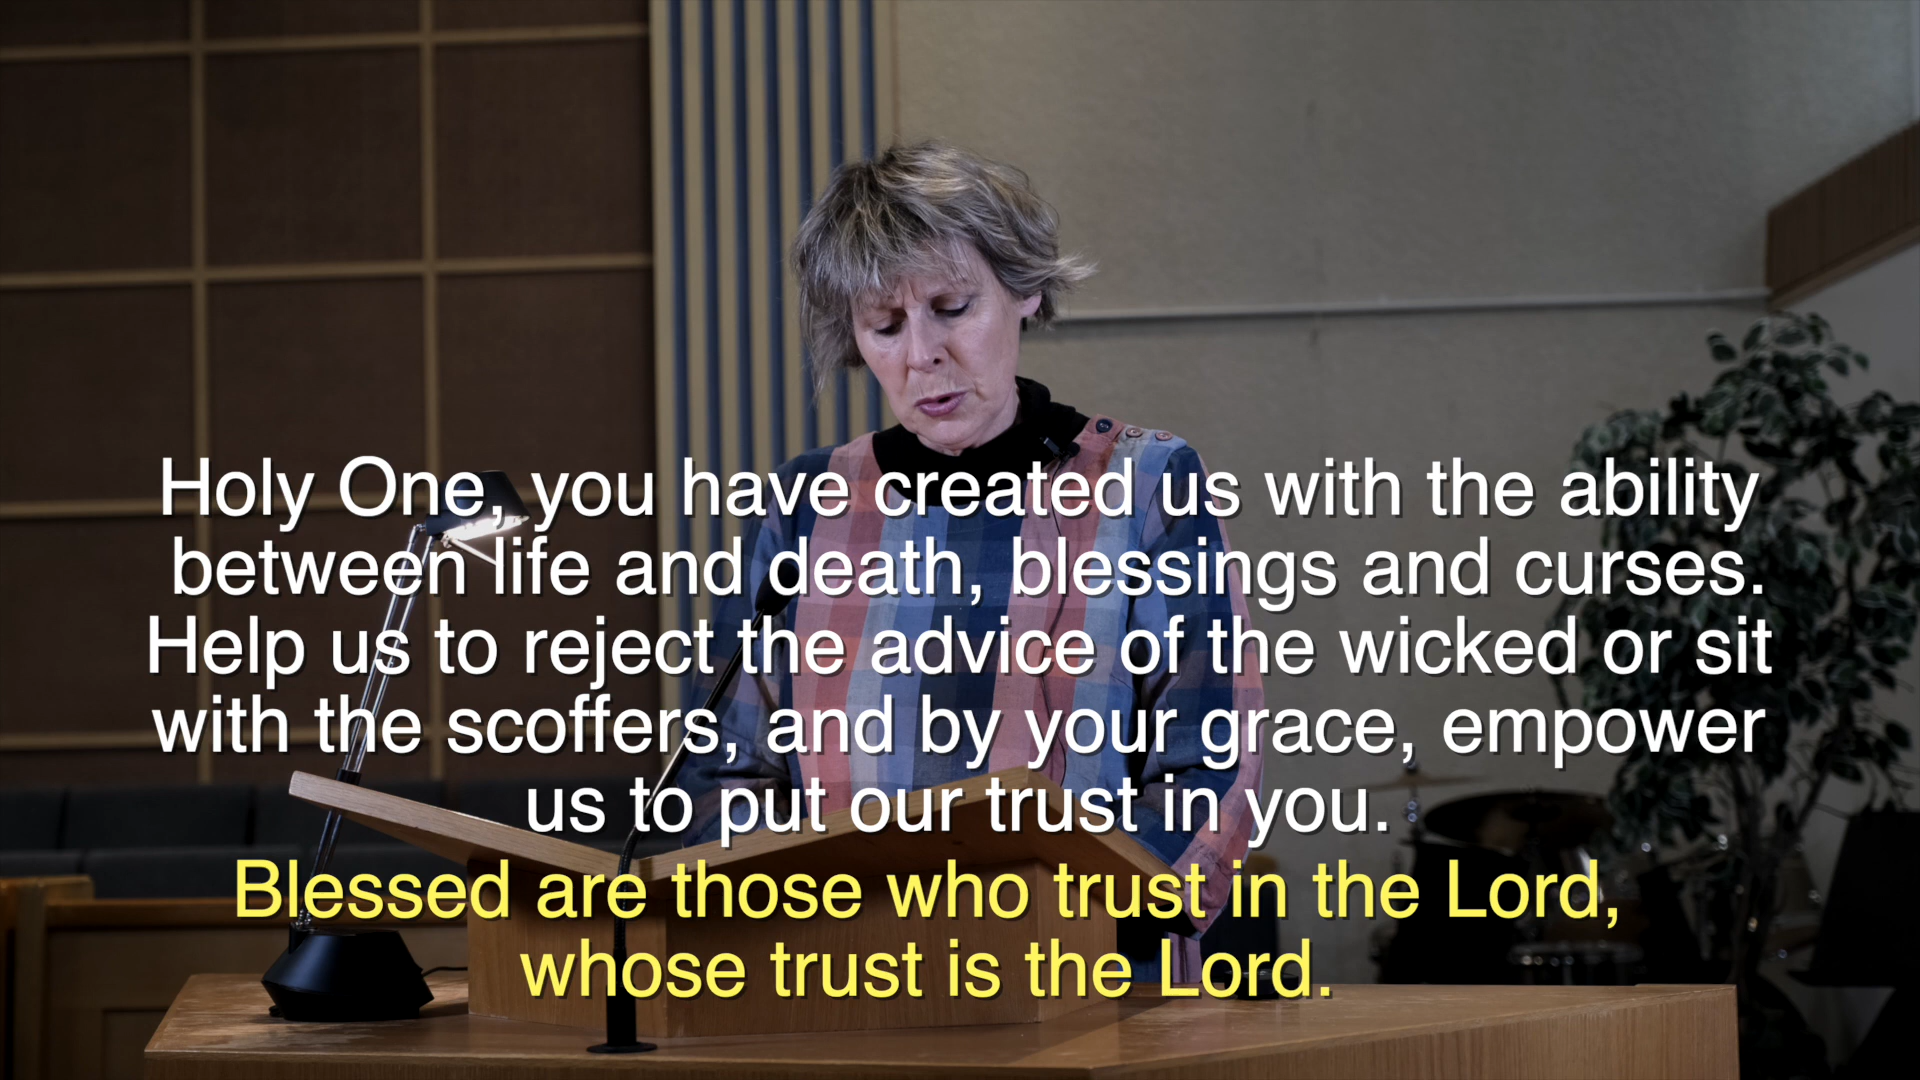 Holy One, you have created us with the ability
between life and death, blessings and curses.
Help us to reject the advice of the wicked or sit
with the scoffers, and by your grace, empower
us to put our trust in you.
Blessed are those who trust in the Lord,
whose trust is the Lord.